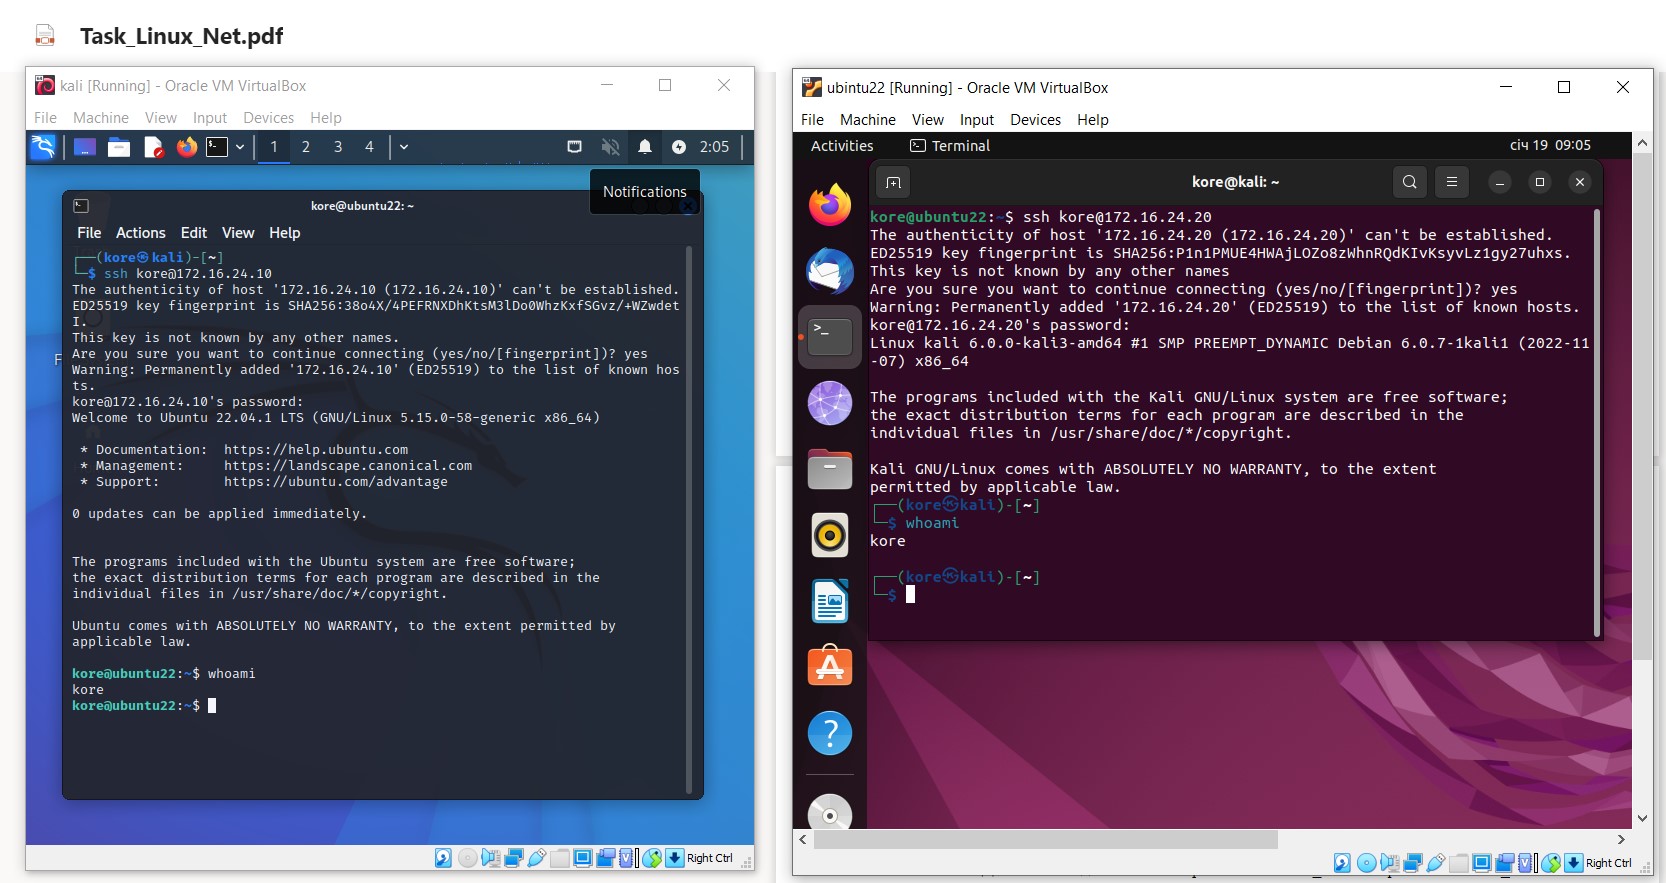 Task_Linux_Net.pdf
kali [Running] - Oracle VM VirtualBox
File Machine View Input Devices Help
1 2 3 4 2:05
Notifications
kore@ubuntu22: ~
File Actions Edit View Help
┌──(kore㉿kali)-[~]
└─$ ssh kore@172.16.24.10
The authenticity of host '172.16.24.10 (172.16.24.10)' can't be established.
ED25519 key fingerprint is SHA256:38o4X/4PEFRNXDhKtsM3lDo0WhzKxfSGvz/+WZwdet
I.
This key is not known by any other names.
Are you sure you want to continue connecting (yes/no/[fingerprint])? yes
Warning: Permanently added '172.16.24.10' (ED25519) to the list of known hos
ts.
kore@172.16.24.10's password:
Welcome to Ubuntu 22.04.1 LTS (GNU/Linux 5.15.0-58-generic x86_64)
* Documentation: https://help.ubuntu.com
* Management: https://landscape.canonical.com
* Support: https://ubuntu.com/advantage
0 updates can be applied immediately.
The programs included with the Ubuntu system are free software;
the exact distribution terms for each program are described in the
individual files in /usr/share/doc/*/copyright.
Ubuntu comes with ABSOLUTELY NO WARRANTY, to the extent permitted by
applicable law.
kore@ubuntu22:~$ whoami
kore
kore@ubuntu22:~$
Right Ctrl
ubintu22 [Running] - Oracle VM VirtualBox
File Machine View Input Devices Help
Activities Terminal січ 19 09:05
kore@kali: ~
kore@ubuntu22:~$ ssh kore@172.16.24.20
The authenticity of host '172.16.24.20 (172.16.24.20)' can't be established.
ED25519 key fingerprint is SHA256:P1n1PMUE4HWAjLOZo8zWhnRQdKIvKsyvLz1gy27uhxs.
This key is not known by any other names
Are you sure you want to continue connecting (yes/no/[fingerprint])? yes
Warning: Permanently added '172.16.24.20' (ED25519) to the list of known hosts.
kore@172.16.24.20's password:
Linux kali 6.0.0-kali3-amd64 #1 SMP PREEMPT_DYNAMIC Debian 6.0.7-1kali1 (2022-11
-07) x86_64
The programs included with the Kali GNU/Linux system are free software;
the exact distribution terms for each program are described in the
individual files in /usr/share/doc/*/copyright.
Kali GNU/Linux comes with ABSOLUTELY NO WARRANTY, to the extent
permitted by applicable law.
┌──(kore㉿kali)-[~]
└─$ whoami
kore
┌──(kore㉿kali)-[~]
└─$
Right Ctrl